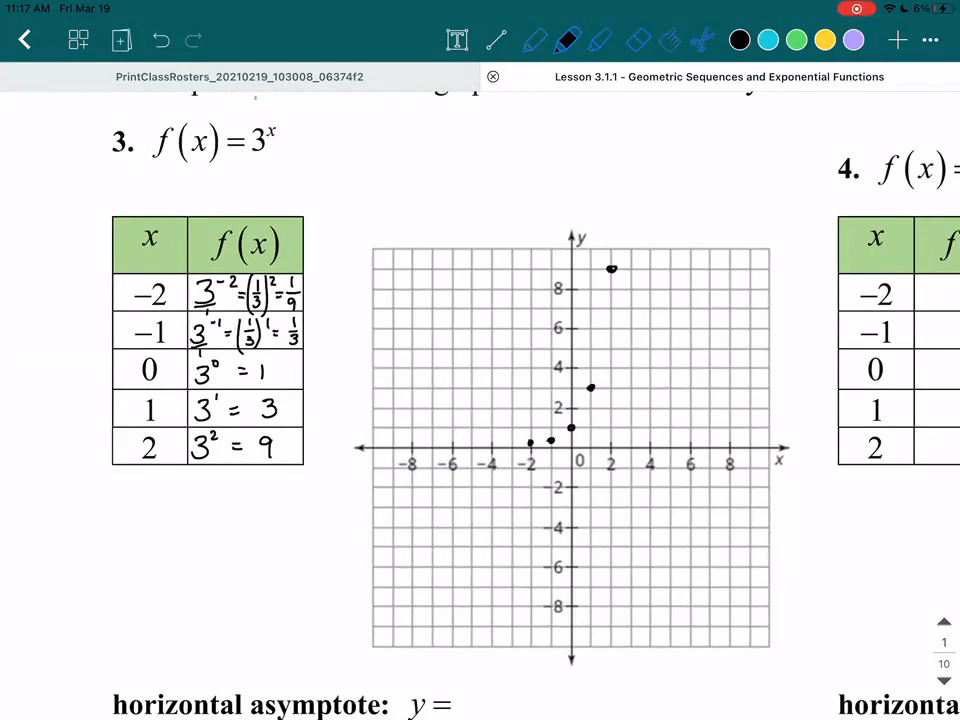 11:17 AM Fri Mar 19
6%
PrintClassRosters_20210219_103008_06374f2
Lesson 3.1.1 - Geometric Sequences and Exponential Functions
3. f(x) = 3^x
4. f(x) =
x f(x)
−2 3^-2 = (1/3)^2 = 1/9
−1 3^-1 = (1/3)^1 = 1/3
0 3^0 = 1
1 3^1 = 3
2 3^2 = 9
y
8
6
4
2
-8 -6 -4 -2 0 2 4 6 8 x
-2
-4
-6
-8
x f
−2
−1
0
1
2
1
10
horizontal asymptote: y =
horizonta